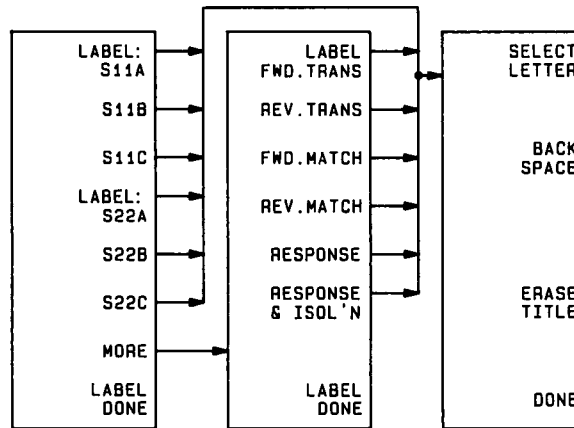 LABEL:
S11A
S11B
S11C
LABEL:
S22A
S22B
S22C
MORE
LABEL
DONE
LABEL
FWD.TRANS
REV.TRANS
FWD.MATCH
REV.MATCH
RESPONSE
RESPONSE
& ISOL'N
LABEL
DONE
SELECT
LETTER
BACK
SPACE
ERASE
TITLE
DONE